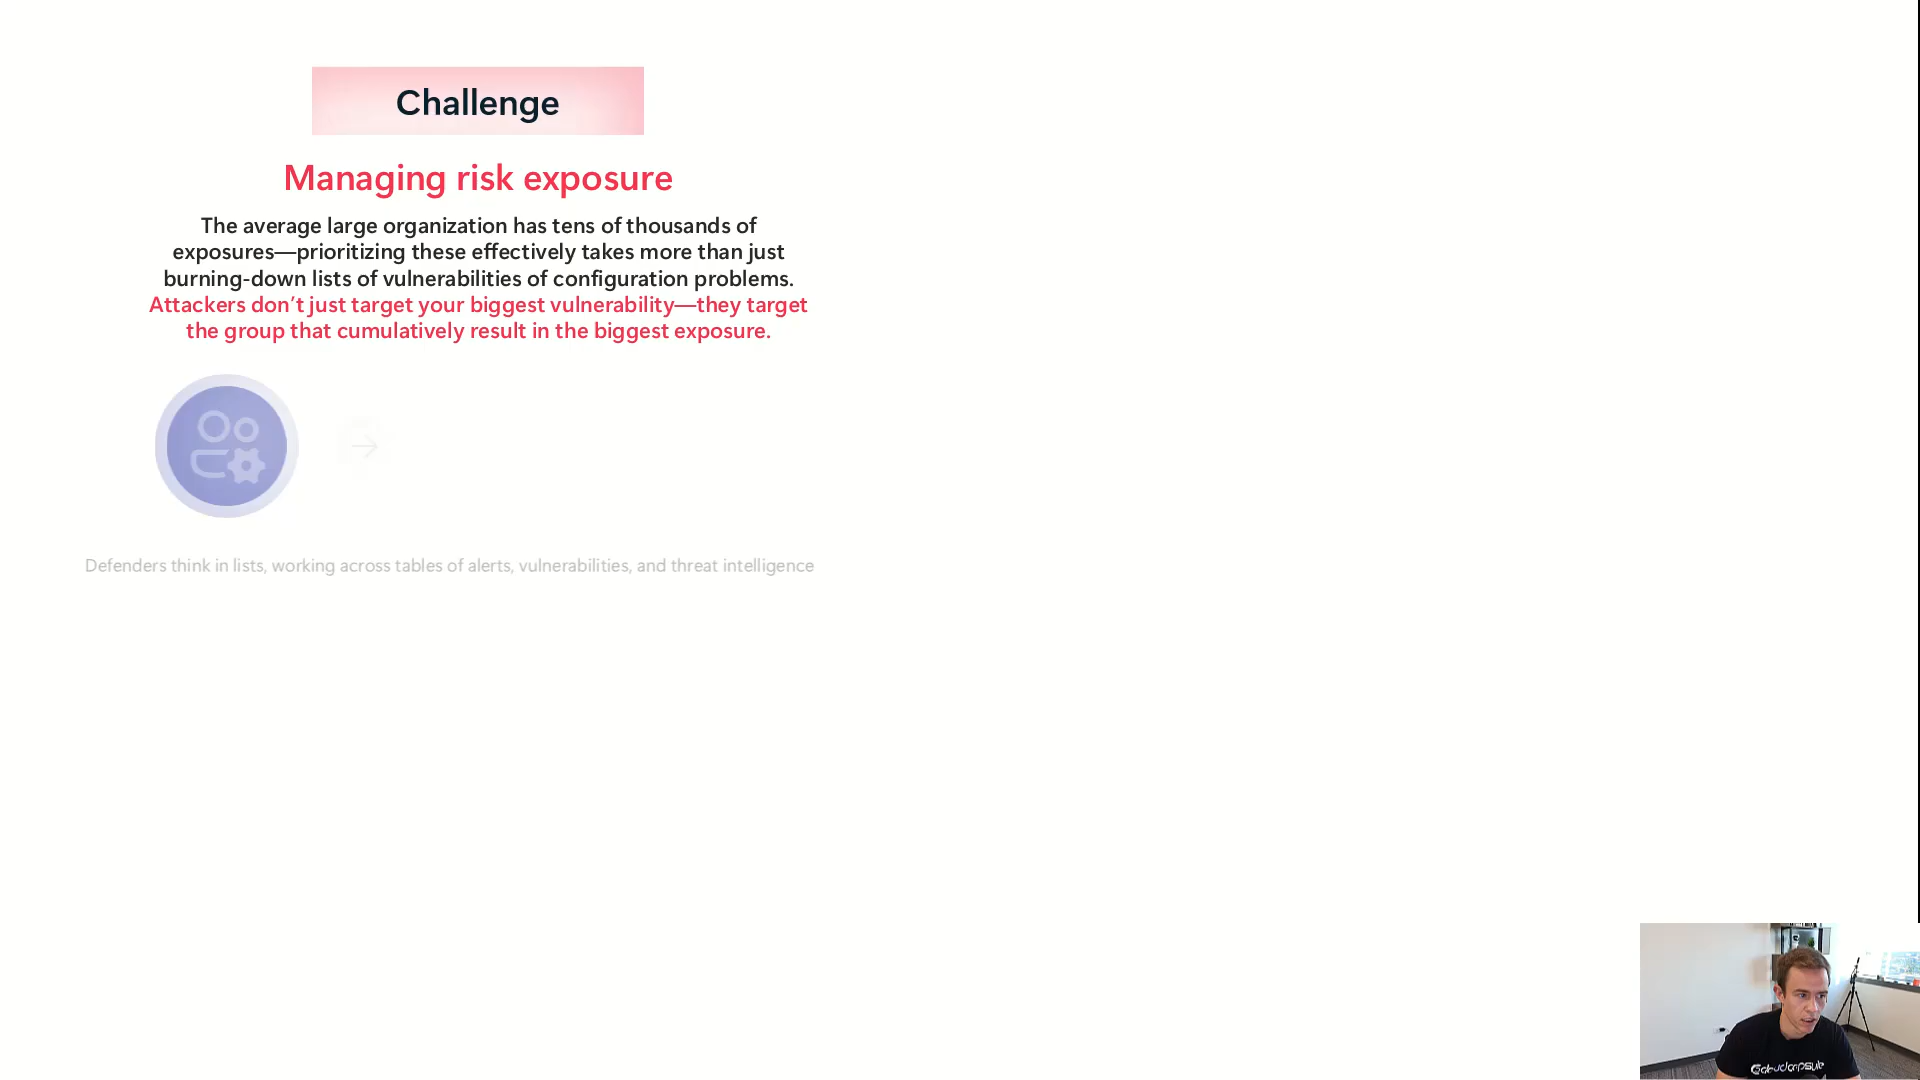 Challenge
Managing risk exposure
The average large organization has tens of thousands of
exposures—prioritizing these effectively takes more than just
burning-down lists of vulnerabilities of configuration problems.
Attackers don’t just target your biggest vulnerability—they target
the group that cumulatively result in the biggest exposure.
Defenders think in lists, working across tables of alerts, vulnerabilities, and threat intelligence